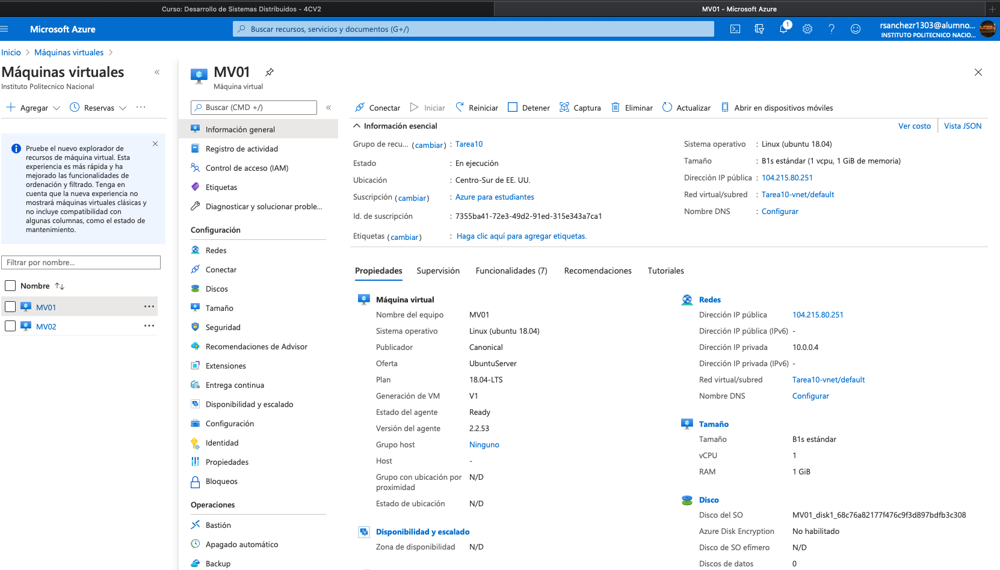 Curso: Desarrollo de Sistemas Distribuidos - 4CV2
MV01 - Microsoft Azure
Microsoft Azure
Buscar recursos, servicios y documentos (G+/)
1
rsanchezr1303@alumno...
INSTITUTO POLITECNICO NACIO...
Inicio > Máquinas virtuales >
Máquinas virtuales
Instituto Politecnico Nacional
Agregar
Reservas
...
Pruebe el nuevo explorador de
recursos de máquina virtual. Esta
experiencia es más rápida y ha
mejorado las funcionalidades de
ordenación y filtrado. Tenga en
cuenta que la nueva experiencia no
mostrará máquinas virtuales clásicas y
no incluye compatibilidad con
algunas columnas, como el estado de
mantenimiento.
Filtrar por nombre...
Nombre
MV01
MV02
MV01
Máquina virtual
Buscar (CMD +/)
Información general
Registro de actividad
Control de acceso (IAM)
Etiquetas
Diagnosticar y solucionar proble...
Configuración
Redes
Conectar
Discos
Tamaño
Seguridad
Recomendaciones de Advisor
Extensiones
Entrega continua
Disponibilidad y escalado
Configuración
Identidad
Propiedades
Bloqueos
Operaciones
Bastión
Apagado automático
Backup
Conectar
Iniciar
Reiniciar
Detener
Captura
Eliminar
Actualizar
Abrir en dispositivos móviles
Información esencial
Ver costo
Vista JSON
Grupo de recu... (cambiar) : Tarea10
Estado : En ejecución
Ubicación : Centro-Sur de EE. UU.
Suscripción (cambiar) : Azure para estudiantes
Id. de suscripción : 7355ba41-72e3-49d2-91ed-315e343a7ca1
Etiquetas (cambiar) : Haga clic aquí para agregar etiquetas.
Sistema operativo : Linux (ubuntu 18.04)
Tamaño : B1s estándar (1 vcpu, 1 GiB de memoria)
Dirección IP pública : 104.215.80.251
Red virtual/subred : Tarea10-vnet/default
Nombre DNS : Configurar
Propiedades
Supervisión
Funcionalidades (7)
Recomendaciones
Tutoriales
Máquina virtual
Nombre del equipo MV01
Sistema operativo Linux (ubuntu 18.04)
Publicador Canonical
Oferta UbuntuServer
Plan 18.04-LTS
Generación de VM V1
Estado del agente Ready
Versión del agente 2.2.53
Grupo host Ninguno
Host -
Grupo con ubicación por N/D
proximidad
Estado de ubicación N/D
Disponibilidad y escalado
Zona de disponibilidad N/D
Redes
Dirección IP pública 104.215.80.251
Dirección IP pública (IPv6) -
Dirección IP privada 10.0.0.4
Dirección IP privada (IPv6) -
Red virtual/subred Tarea10-vnet/default
Nombre DNS Configurar
Tamaño
Tamaño B1s estándar
vCPU 1
RAM 1 GiB
Disco
Disco del SO MV01_disk1_68c76a82177f476c9f3d897bdfb3c308
Azure Disk Encryption No habilitado
Disco de SO efímero N/D
Discos de datos 0